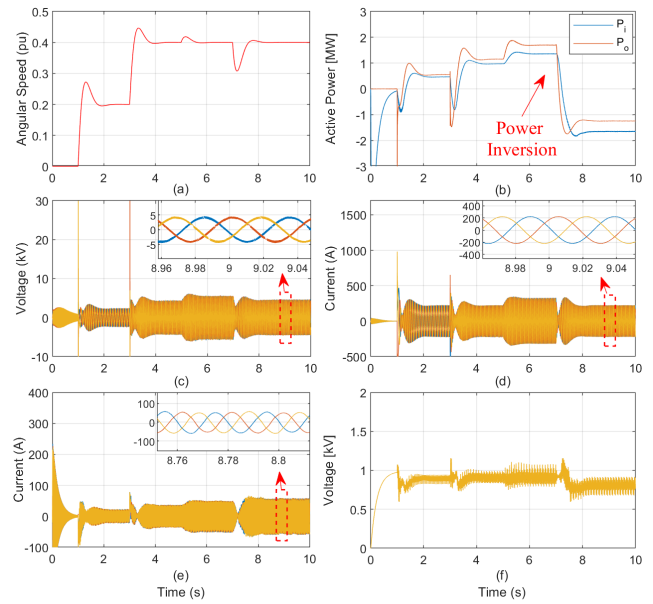 0.5
0.4
0.3
0.2
0.1
0
0 2 4 6 8 10
Angular Speed (pu)
(a)
3
2
1
0
-1
-2
-3
0 2 4 6 8 10
Active Power [MW]
P_i
P_o
Power
Inversion
(b)
30
20
10
0
-10
0 2 4 6 8 10
Voltage (kV)
5
0
-5
8.96 8.98 9 9.02 9.04
(c)
1500
1000
500
0
-500
0 2 4 6 8 10
Current (A)
400
200
0
-200
-400
8.98 9 9.02 9.04
(d)
400
300
200
100
0
-100
0 2 4 6 8 10
Current (A)
100
0
-100
8.76 8.78 8.8
(e)
Time (s)
2
1.5
1
0.5
0
0 2 4 6 8 10
Voltage [kV]
(f)
Time (s)